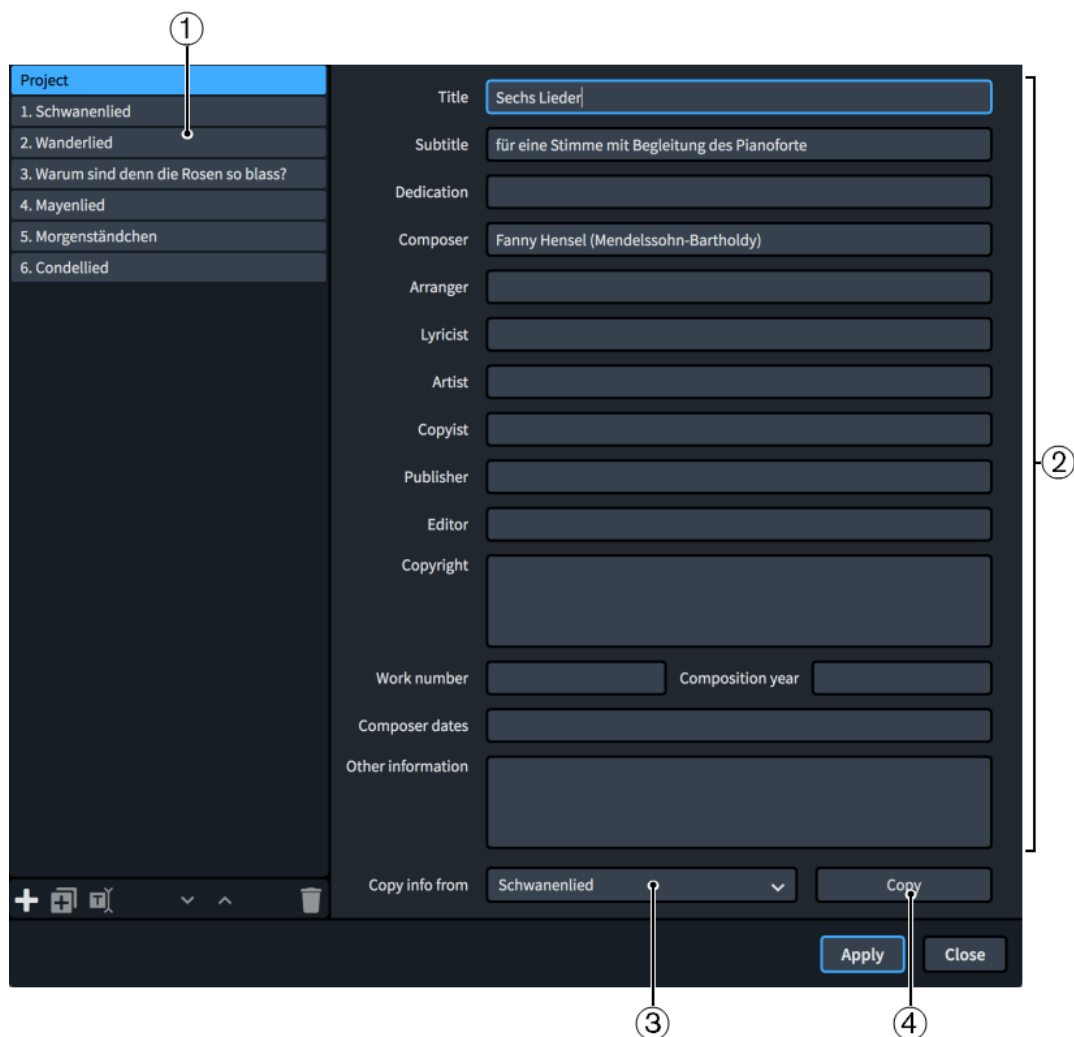 ①
Project
1. Schwanenlied
2. Wanderlied
3. Warum sind denn die Rosen so blass?
4. Mayenlied
5. Morgenständchen
6. Condellied
Title Sechs Lieder
Subtitle für eine Stimme mit Begleitung des Pianoforte
Dedication
Composer Fanny Hensel (Mendelssohn-Bartholdy)
Arranger
Lyricist
Artist
Copyist
Publisher
②
Editor
Copyright
Work number Composition year
Composer dates
Other information
Copy info from Schwanenlied Copy
Apply Close
③ ④